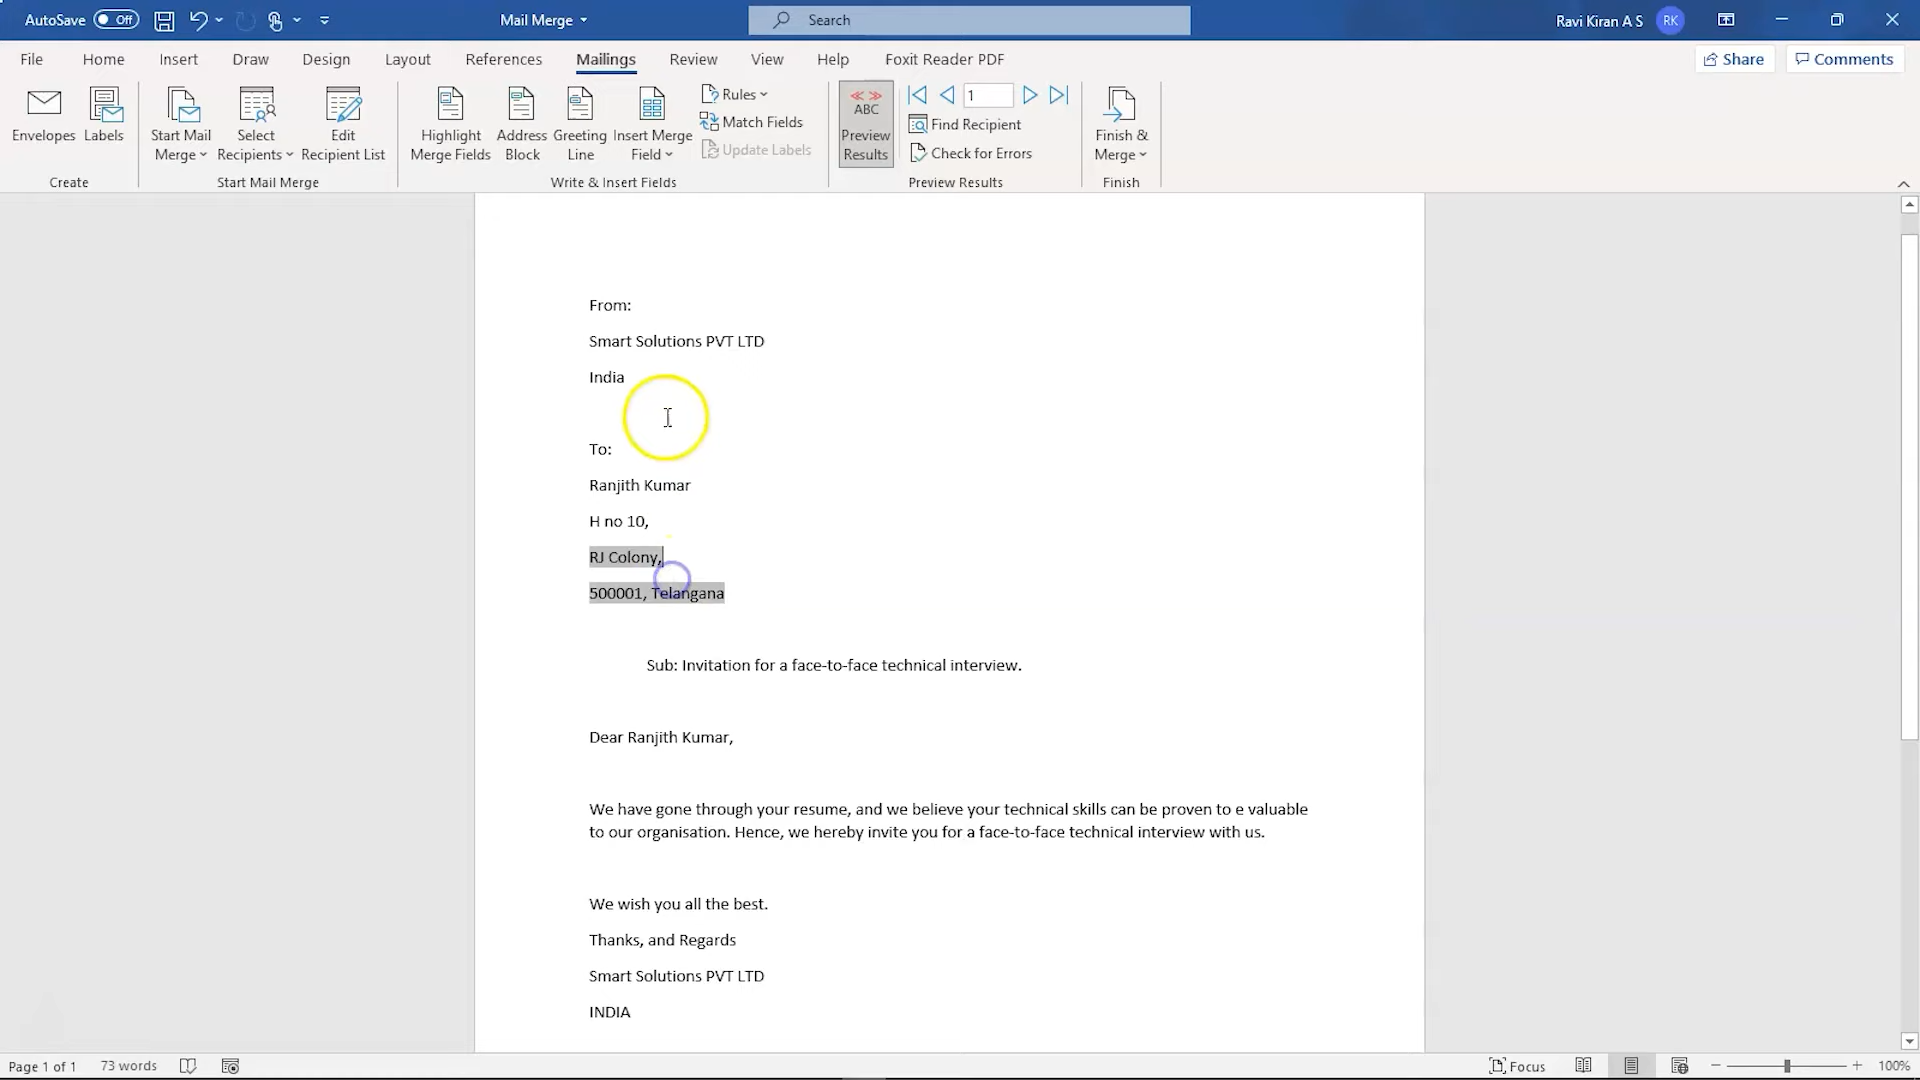 AutoSave Off Mail Merge Search Ravi Kiran A S RK
File Home Insert Draw Design Layout References Mailings Review View Help Foxit Reader PDF Share Comments
Envelopes Labels
Create
Start Mail
Merge
Select
Recipients
Edit
Recipient List
Start Mail Merge
Highlight
Merge Fields
Address
Block
Greeting
Line
Insert Merge
Field
Rules
Match Fields
Update Labels
Write & Insert Fields
ABC
Preview
Results
1
Find Recipient
Check for Errors
Preview Results
Finish &
Merge
Finish
From:
Smart Solutions PVT LTD
India
To:
Ranjith Kumar
H no 10,
RJ Colony,
500001, Telangana
Sub: Invitation for a face-to-face technical interview.
Dear Ranjith Kumar,
We have gone through your resume, and we believe your technical skills can be proven to e valuable
to our organisation. Hence, we hereby invite you for a face-to-face technical interview with us.
We wish you all the best.
Thanks, and Regards
Smart Solutions PVT LTD
INDIA
Page 1 of 1 73 words Focus 100%